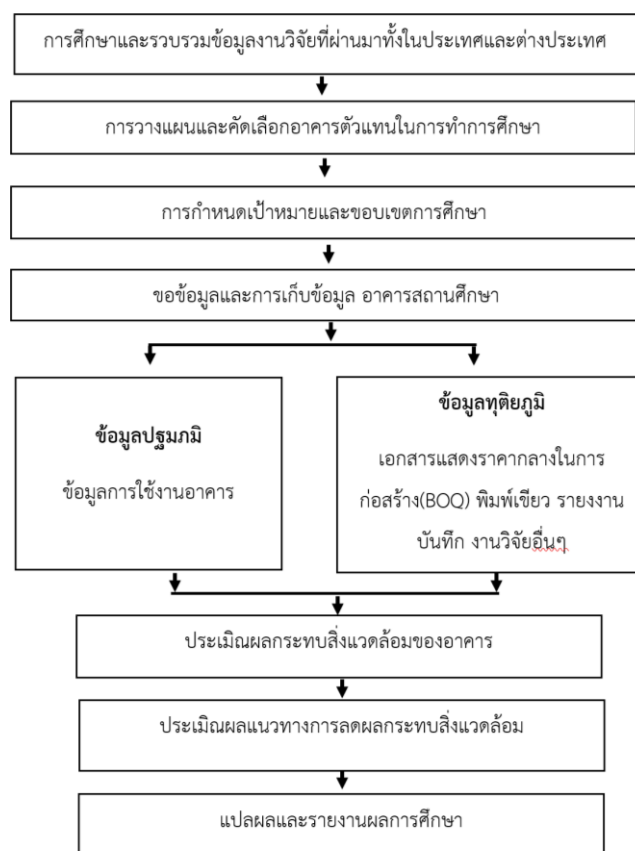 การศึกษาและรวบรวมข้อมูลงานวิจัยที่ผ่านมาทั้งในประเทศและต่างประเทศ
การวางแผนและคัดเลือกอาคารตัวแทนในการทำการศึกษา
การกำหนดเป้าหมายและขอบเขตการศึกษา
ขอข้อมูลและการเก็บข้อมูล อาคารสถานศึกษา
ข้อมูลปฐมภมิ
ข้อมูลการใช้งานอาคาร
ข้อมูลทุติยภูมิ
เอกสารแสดงราคากลางในการ
ก่อสร้าง(BOQ) พิมพ์เขียว รายงงาน
บันทึก งานวิจัยอื่นๆ
ประเมิณผลกระทบสิ่งแวดล้อมของอาคาร
ประเมิณผลแนวทางการลดผลกระทบสิ่งแวดล้อม
แปลผลและรายงานผลการศึกษา